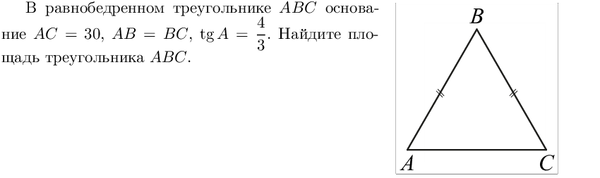 В равнобедренном треугольнике ABC основа-
ние AC = 30, AB = BC, tg A = 4/3. Найдите пло-
щадь треугольника ABC.
B
A
C